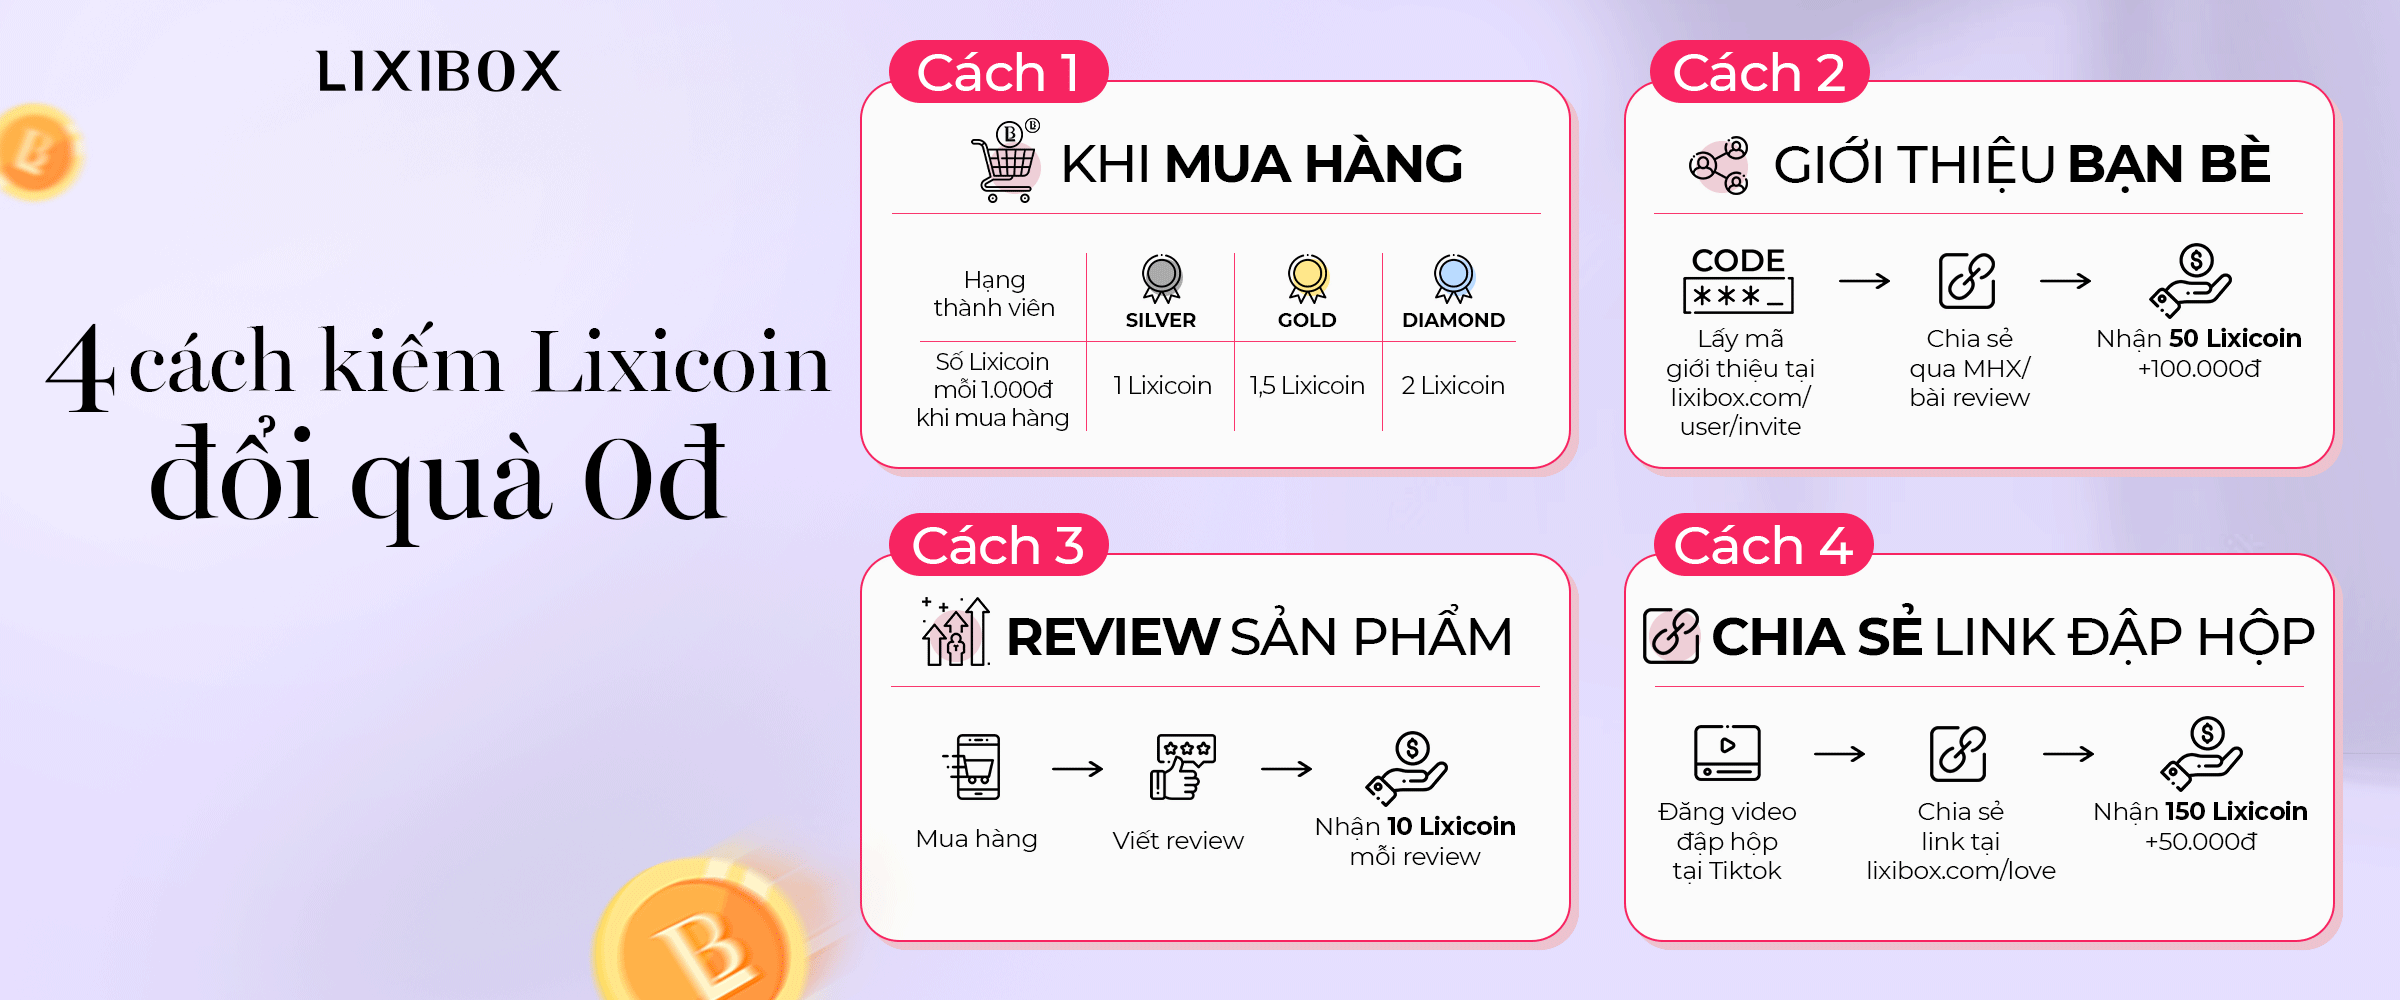 LIXIBOX
4 cách kiếm Lixicoin
đổi quà 0đ
Cách 1
KHI MUA HÀNG
Hạng
thành viên
SILVER
GOLD
DIAMOND
Số Lixicoin
mỗi 1.000đ
khi mua hàng
1 Lixicoin
1,5 Lixicoin
2 Lixicoin
Cách 2
GIỚI THIỆU BẠN BÈ
CODE
***_
Lấy mã
giới thiệu tại
lixibox.com/
user/invite
Chia sẻ
qua MHX/
bài review
Nhận 50 Lixicoin
+100.000đ
Cách 3
REVIEW SẢN PHẨM
Mua hàng
Viết review
Nhận 10 Lixicoin
mỗi review
Cách 4
CHIA SẺ LINK ĐẬP HỘP
Đăng video
đập hộp
tại Tiktok
Chia sẻ
link tại
lixibox.com/love
Nhận 150 Lixicoin
+50.000đ